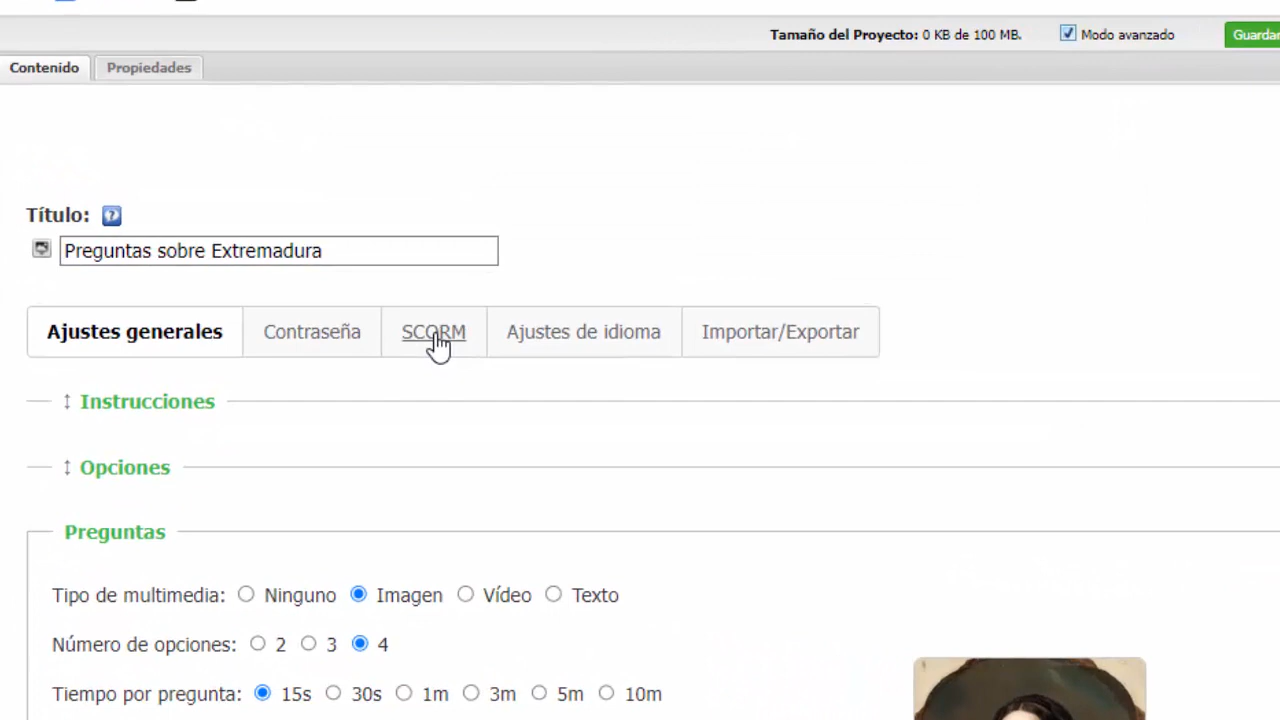 Tamaño del Proyecto: 0 KB de 100 MB. Modo avanzado Guardar
Contenido Propiedades
Título:
Preguntas sobre Extremadura
Ajustes generales Contraseña SCORM Ajustes de idioma Importar/Exportar
Instrucciones
Opciones
Preguntas
Tipo de multimedia: Ninguno Imagen Vídeo Texto
Número de opciones: 2 3 4
Tiempo por pregunta: 15s 30s 1m 3m 5m 10m